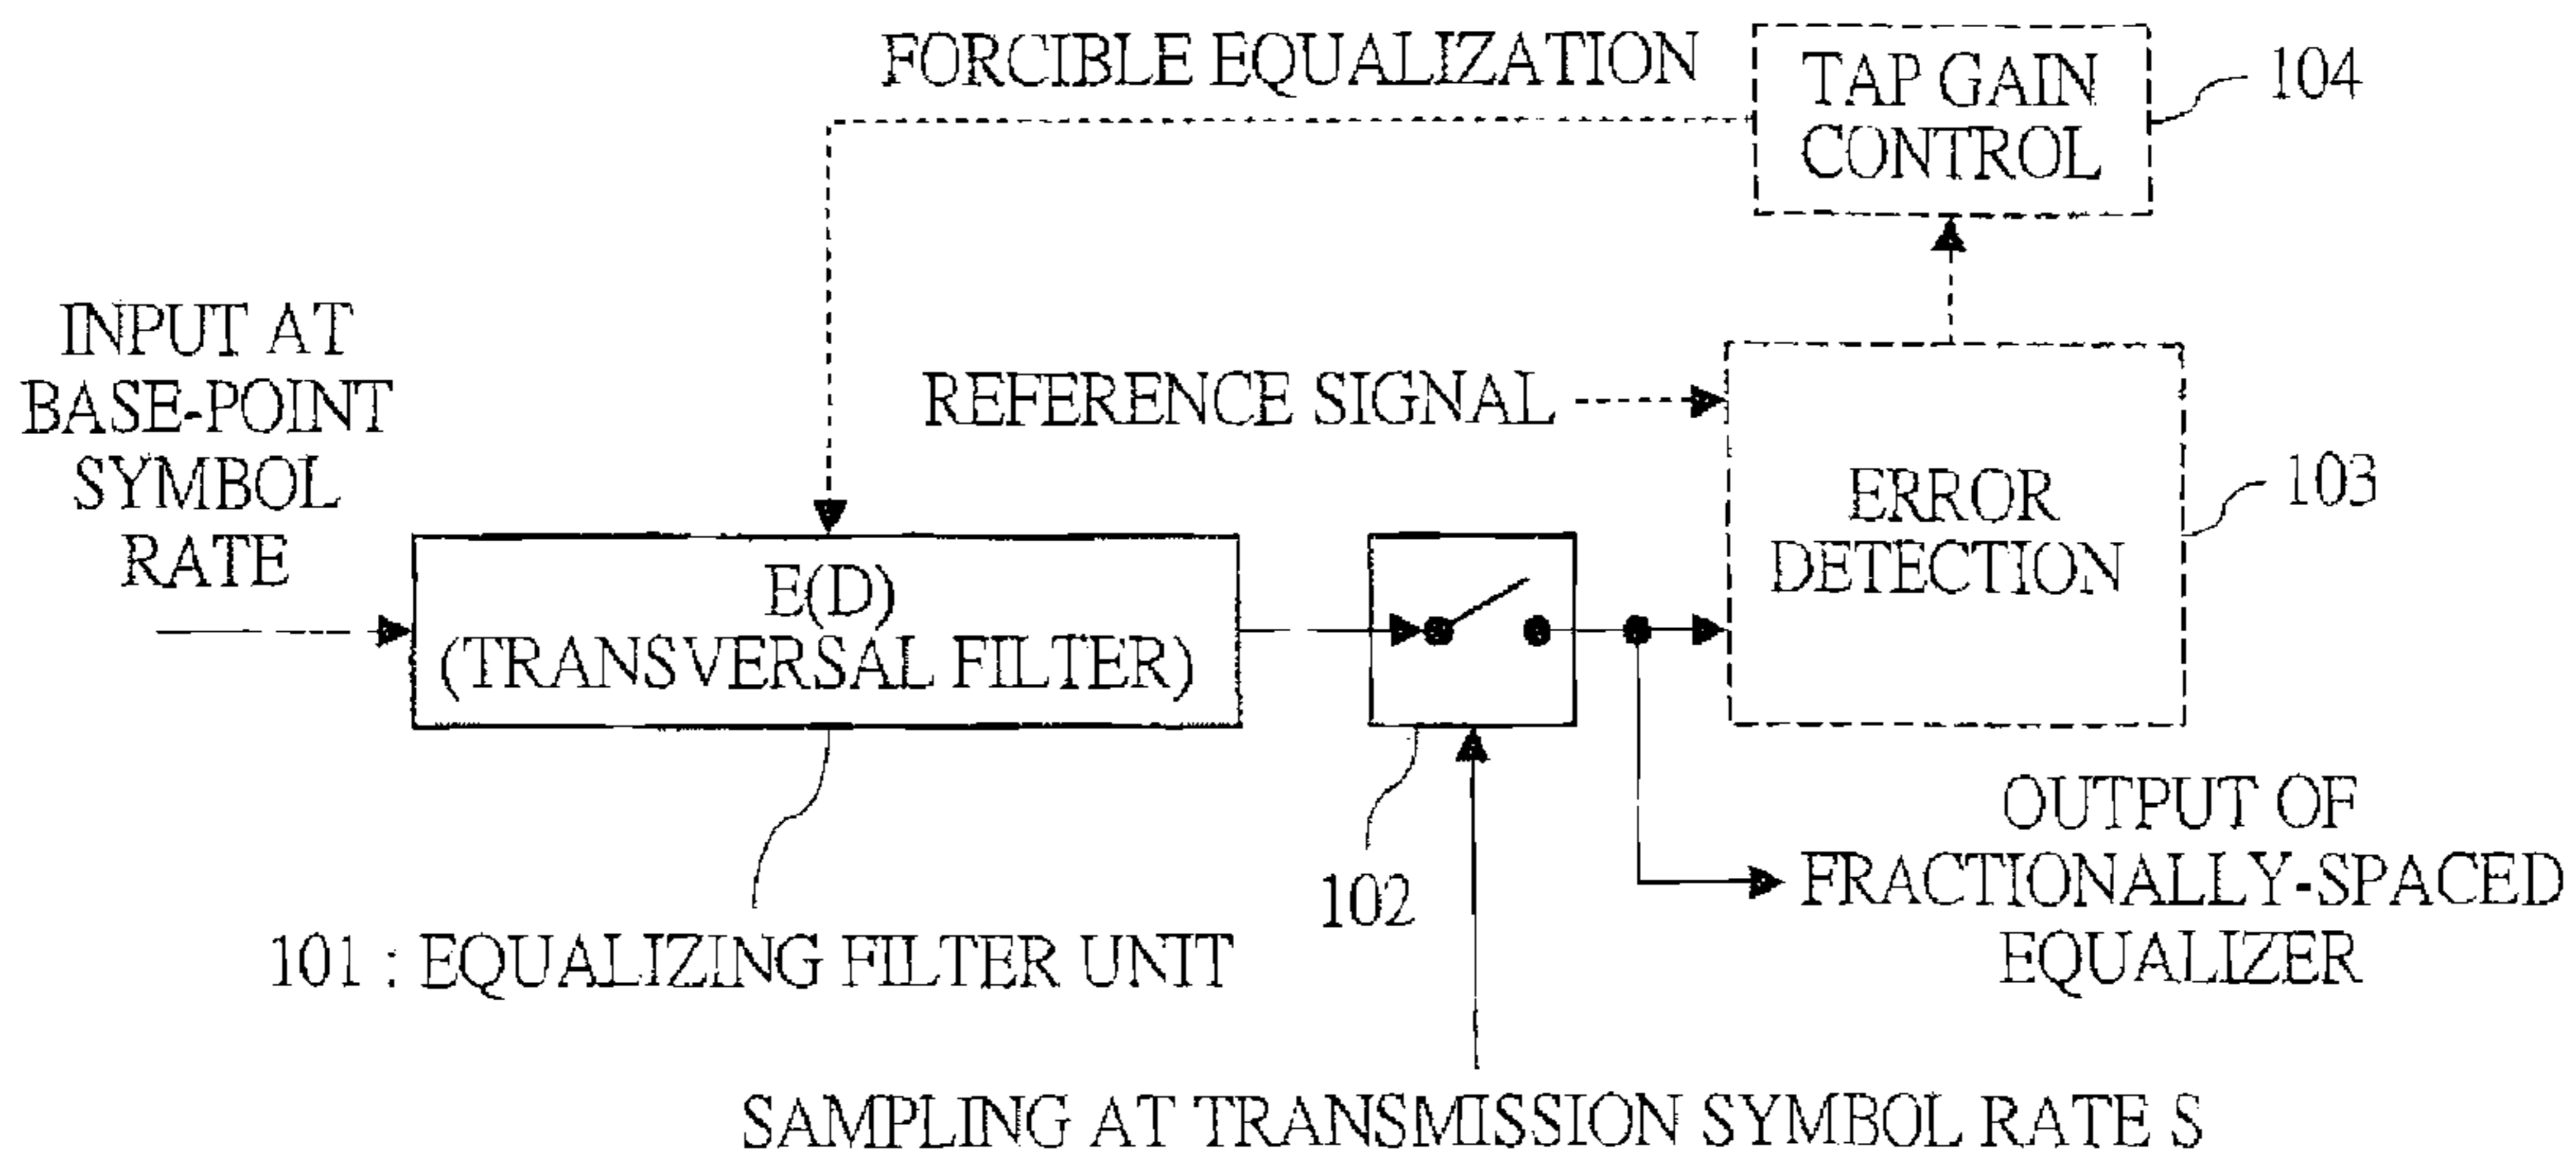 FORCIBLE EQUALIZATION
TAP GAIN
CONTROL
104
INPUT AT
BASE-POINT
SYMBOL
RATE
REFERENCE SIGNAL
ERROR
DETECTION
103
E(D)
(TRANSVERSAL FILTER)
102
101 : EQUALIZING FILTER UNIT
OUTPUT OF
FRACTIONALLY-SPACED
EQUALIZER
SAMPLING AT TRANSMISSION SYMBOL RATE S